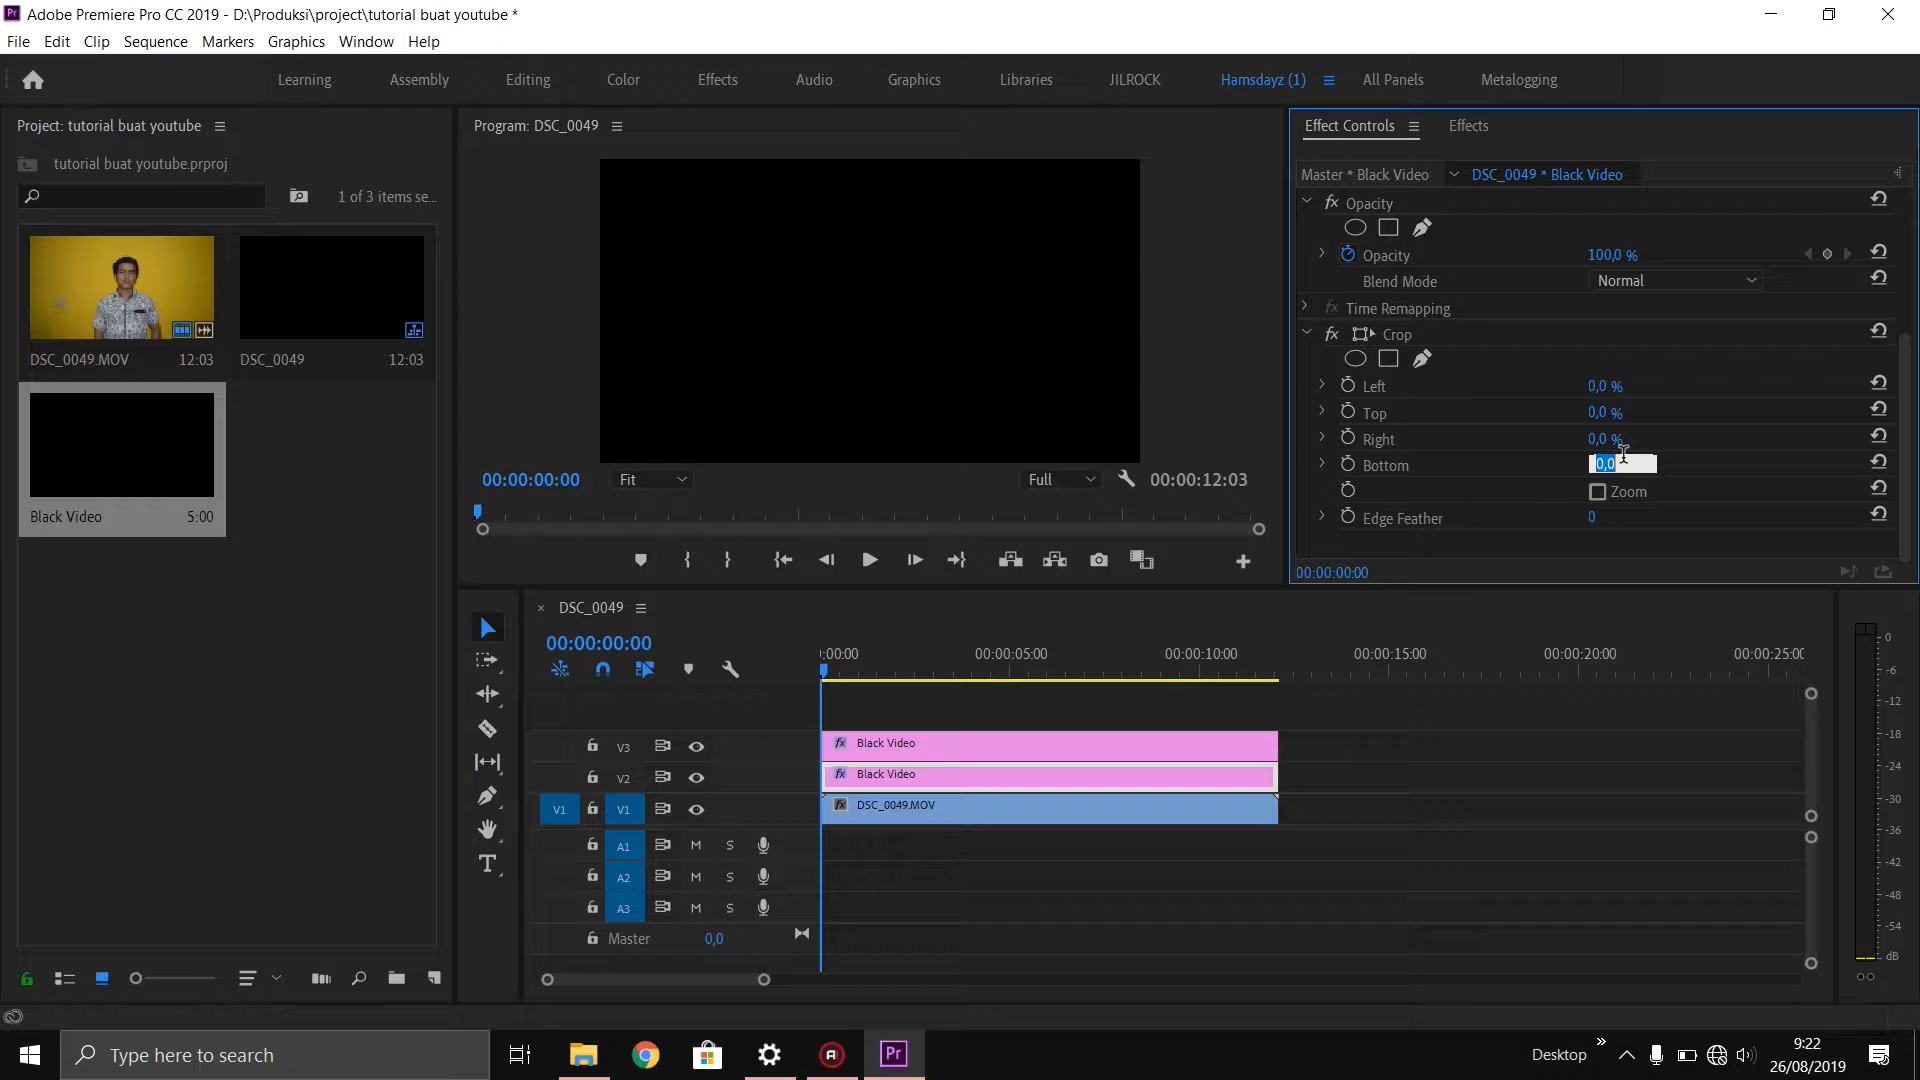 Adobe Premiere Pro CC 2019 - D:\Produksi\project\tutorial buat youtube *
File Edit Clip Sequence Markers Graphics Window Help
Learning Assembly Editing Color Effects Audio Graphics Libraries JILROCK Hamsdayz (1) All Panels Metalogging
Project: tutorial buat youtube
tutorial buat youtube.prproj
1 of 3 items se...
DSC_0049.MOV 12:03
DSC_0049 12:03
Black Video 5:00
Program: DSC_0049
00:00:00:00 Fit Full 00:00:12:03
Effect Controls Effects
Master * Black Video DSC_0049 * Black Video
fx Opacity
Opacity 100,0 %
Blend Mode Normal
fx Time Remapping
fx Crop
Left 0,0 %
Top 0,0 %
Right 0,0 %
Bottom 0,0
Zoom
Edge Feather 0
00:00:00:00
× DSC_0049
00:00:00:00
:00:00 00:00:05:00 00:00:10:00 00:00:15:00 00:00:20:00 00:00:25:00
V3 fx Black Video
V2 fx Black Video
V1 V1 fx DSC_0049.MOV
A1 M S
A2 M S
A3 M S
Master 0,0
0
-6
-12
-18
-24
-30
-36
-42
-48
-54
dB
Type here to search
Pr
Desktop
9:22
26/08/2019